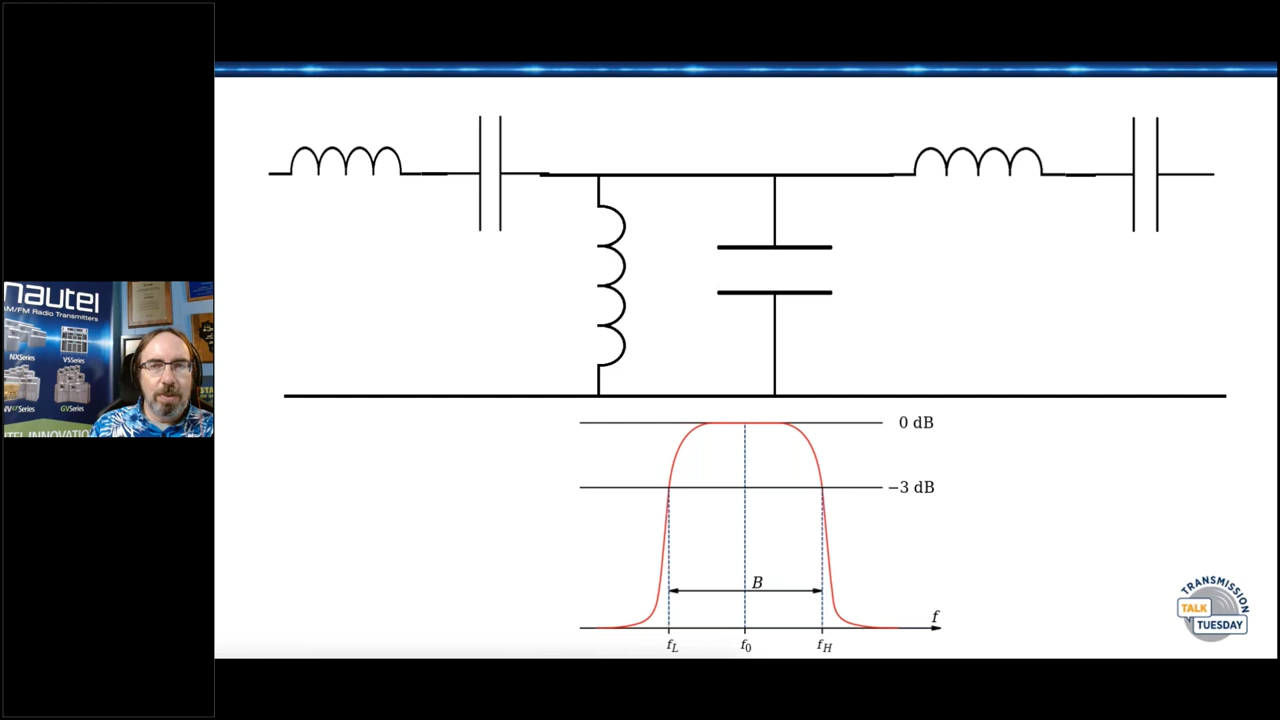 nautel
AM/FM Radio Transmitters
NXSeries
VSSeries
GVSeries
0 dB
−3 dB
B
f
fL
f0
fH
TRANSMISSION
TALK
TUESDAY